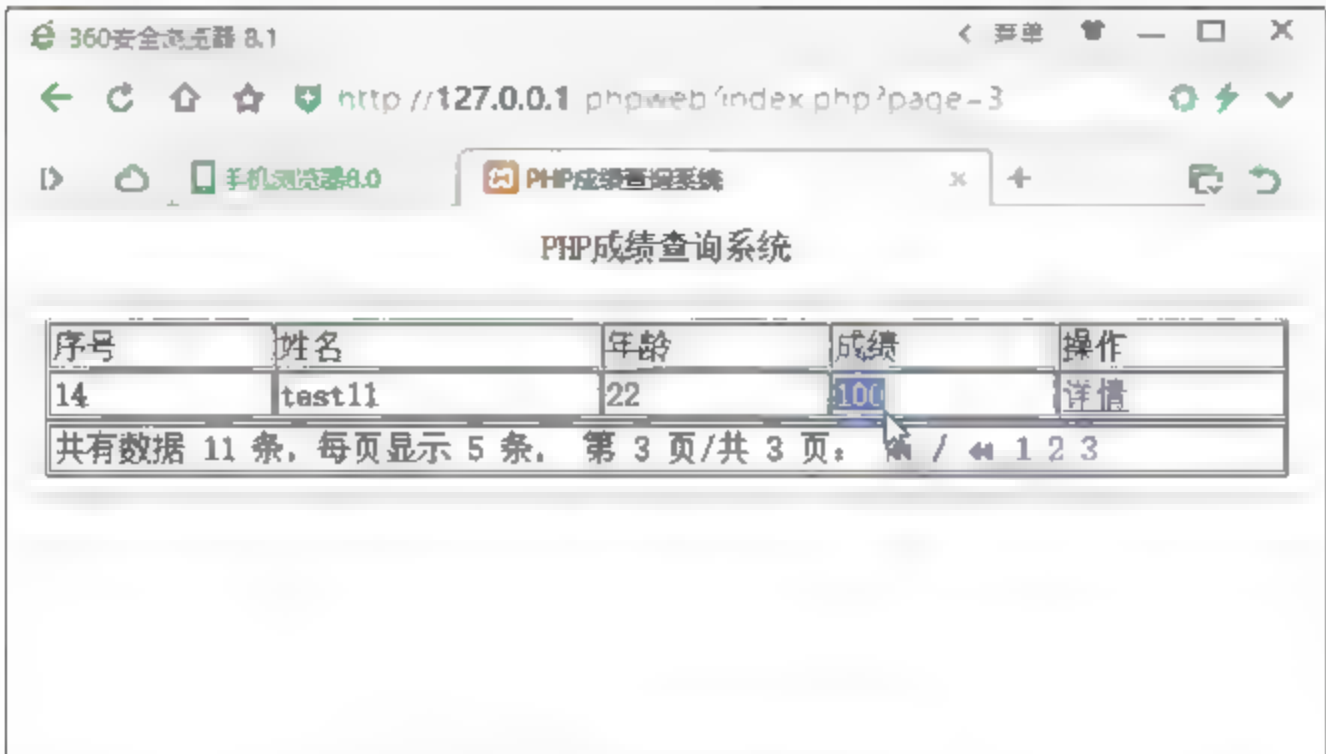 360安全浏览器 8.1 菜单
http://127.0.0.1/phpweb/index.php?page=3
手机浏览器8.0 PHP成绩查询系统
PHP成绩查询系统
序号 姓名 年龄 成绩 操作
14 test11 22 100 详情
共有数据 11 条, 每页显示 5 条, 第 3 页/共 3 页: / 1 2 3